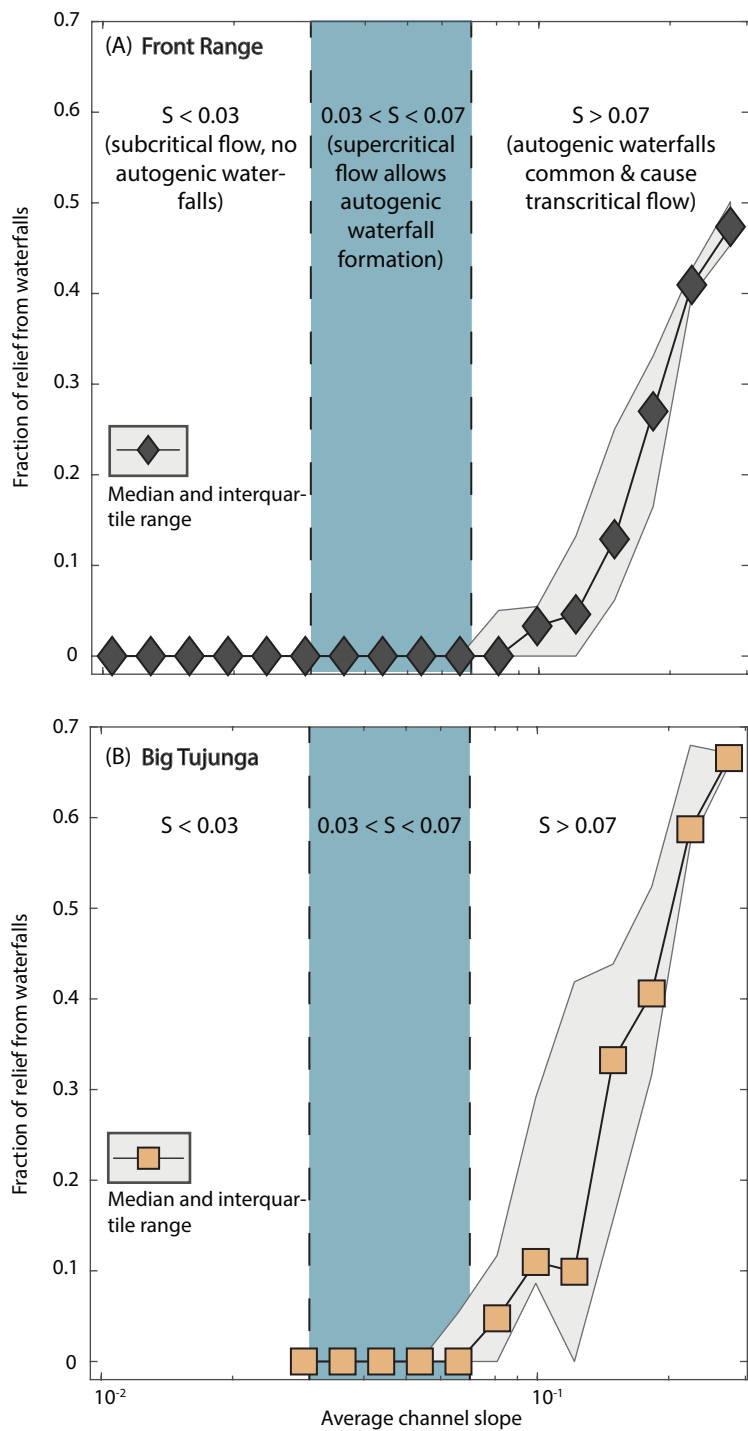 (A) Front Range
0.7
0.6
0.5
0.4
0.3
0.2
0.1
0
Fraction of relief from waterfalls
S < 0.03
(subcritical flow, no
autogenic water-
falls)
0.03 < S < 0.07
(supercritical
flow allows
autogenic
waterfall
formation)
S > 0.07
(autogenic waterfalls
common & cause
transcritical flow)
Median and interquar-
tile range
(B) Big Tujunga
0.7
0.6
0.5
0.4
0.3
0.2
0.1
0
Fraction of relief from waterfalls
S < 0.03
0.03 < S < 0.07
S > 0.07
Median and interquar-
tile range
10-2
10-1
Average channel slope